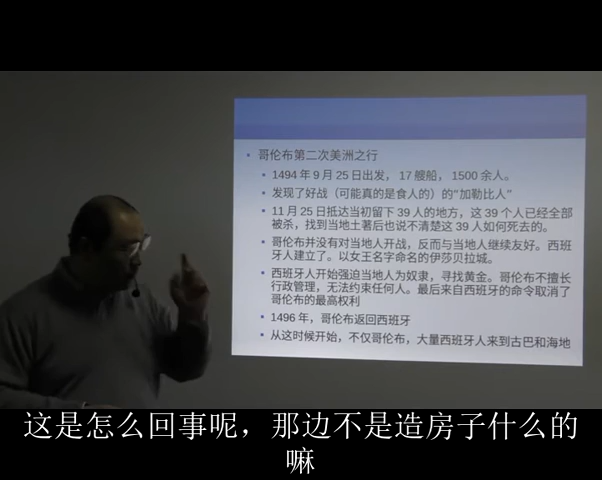 • 哥伦布第二次美洲之行
• 1494 年 9 月 25 日出发， 17 艘船， 1500 余人。
• 发现了好战（可能真的是食人的）的“加勒比人”
• 11 月 25 日抵达当初留下 39 人的地方，这 39 个人已经全部
被杀，找到当地土著后也说不清楚这 39 人如何死去的。
• 哥伦布并没有对当地人开战，反而与当地人继续友好。西班
牙人建立了。以女王名字命名的伊莎贝拉城。
• 西班牙人开始强迫当地人为奴隶，寻找黄金。哥伦布不擅长
行政管理，无法约束任何人。最后来自西班牙的命令取消了
哥伦布的最高权利
• 1496 年，哥伦布返回西班牙
• 从这时候开始，不仅哥伦布，大量西班牙人来到古巴和海地
这是怎么回事呢，那边不是造房子什么的
嘛